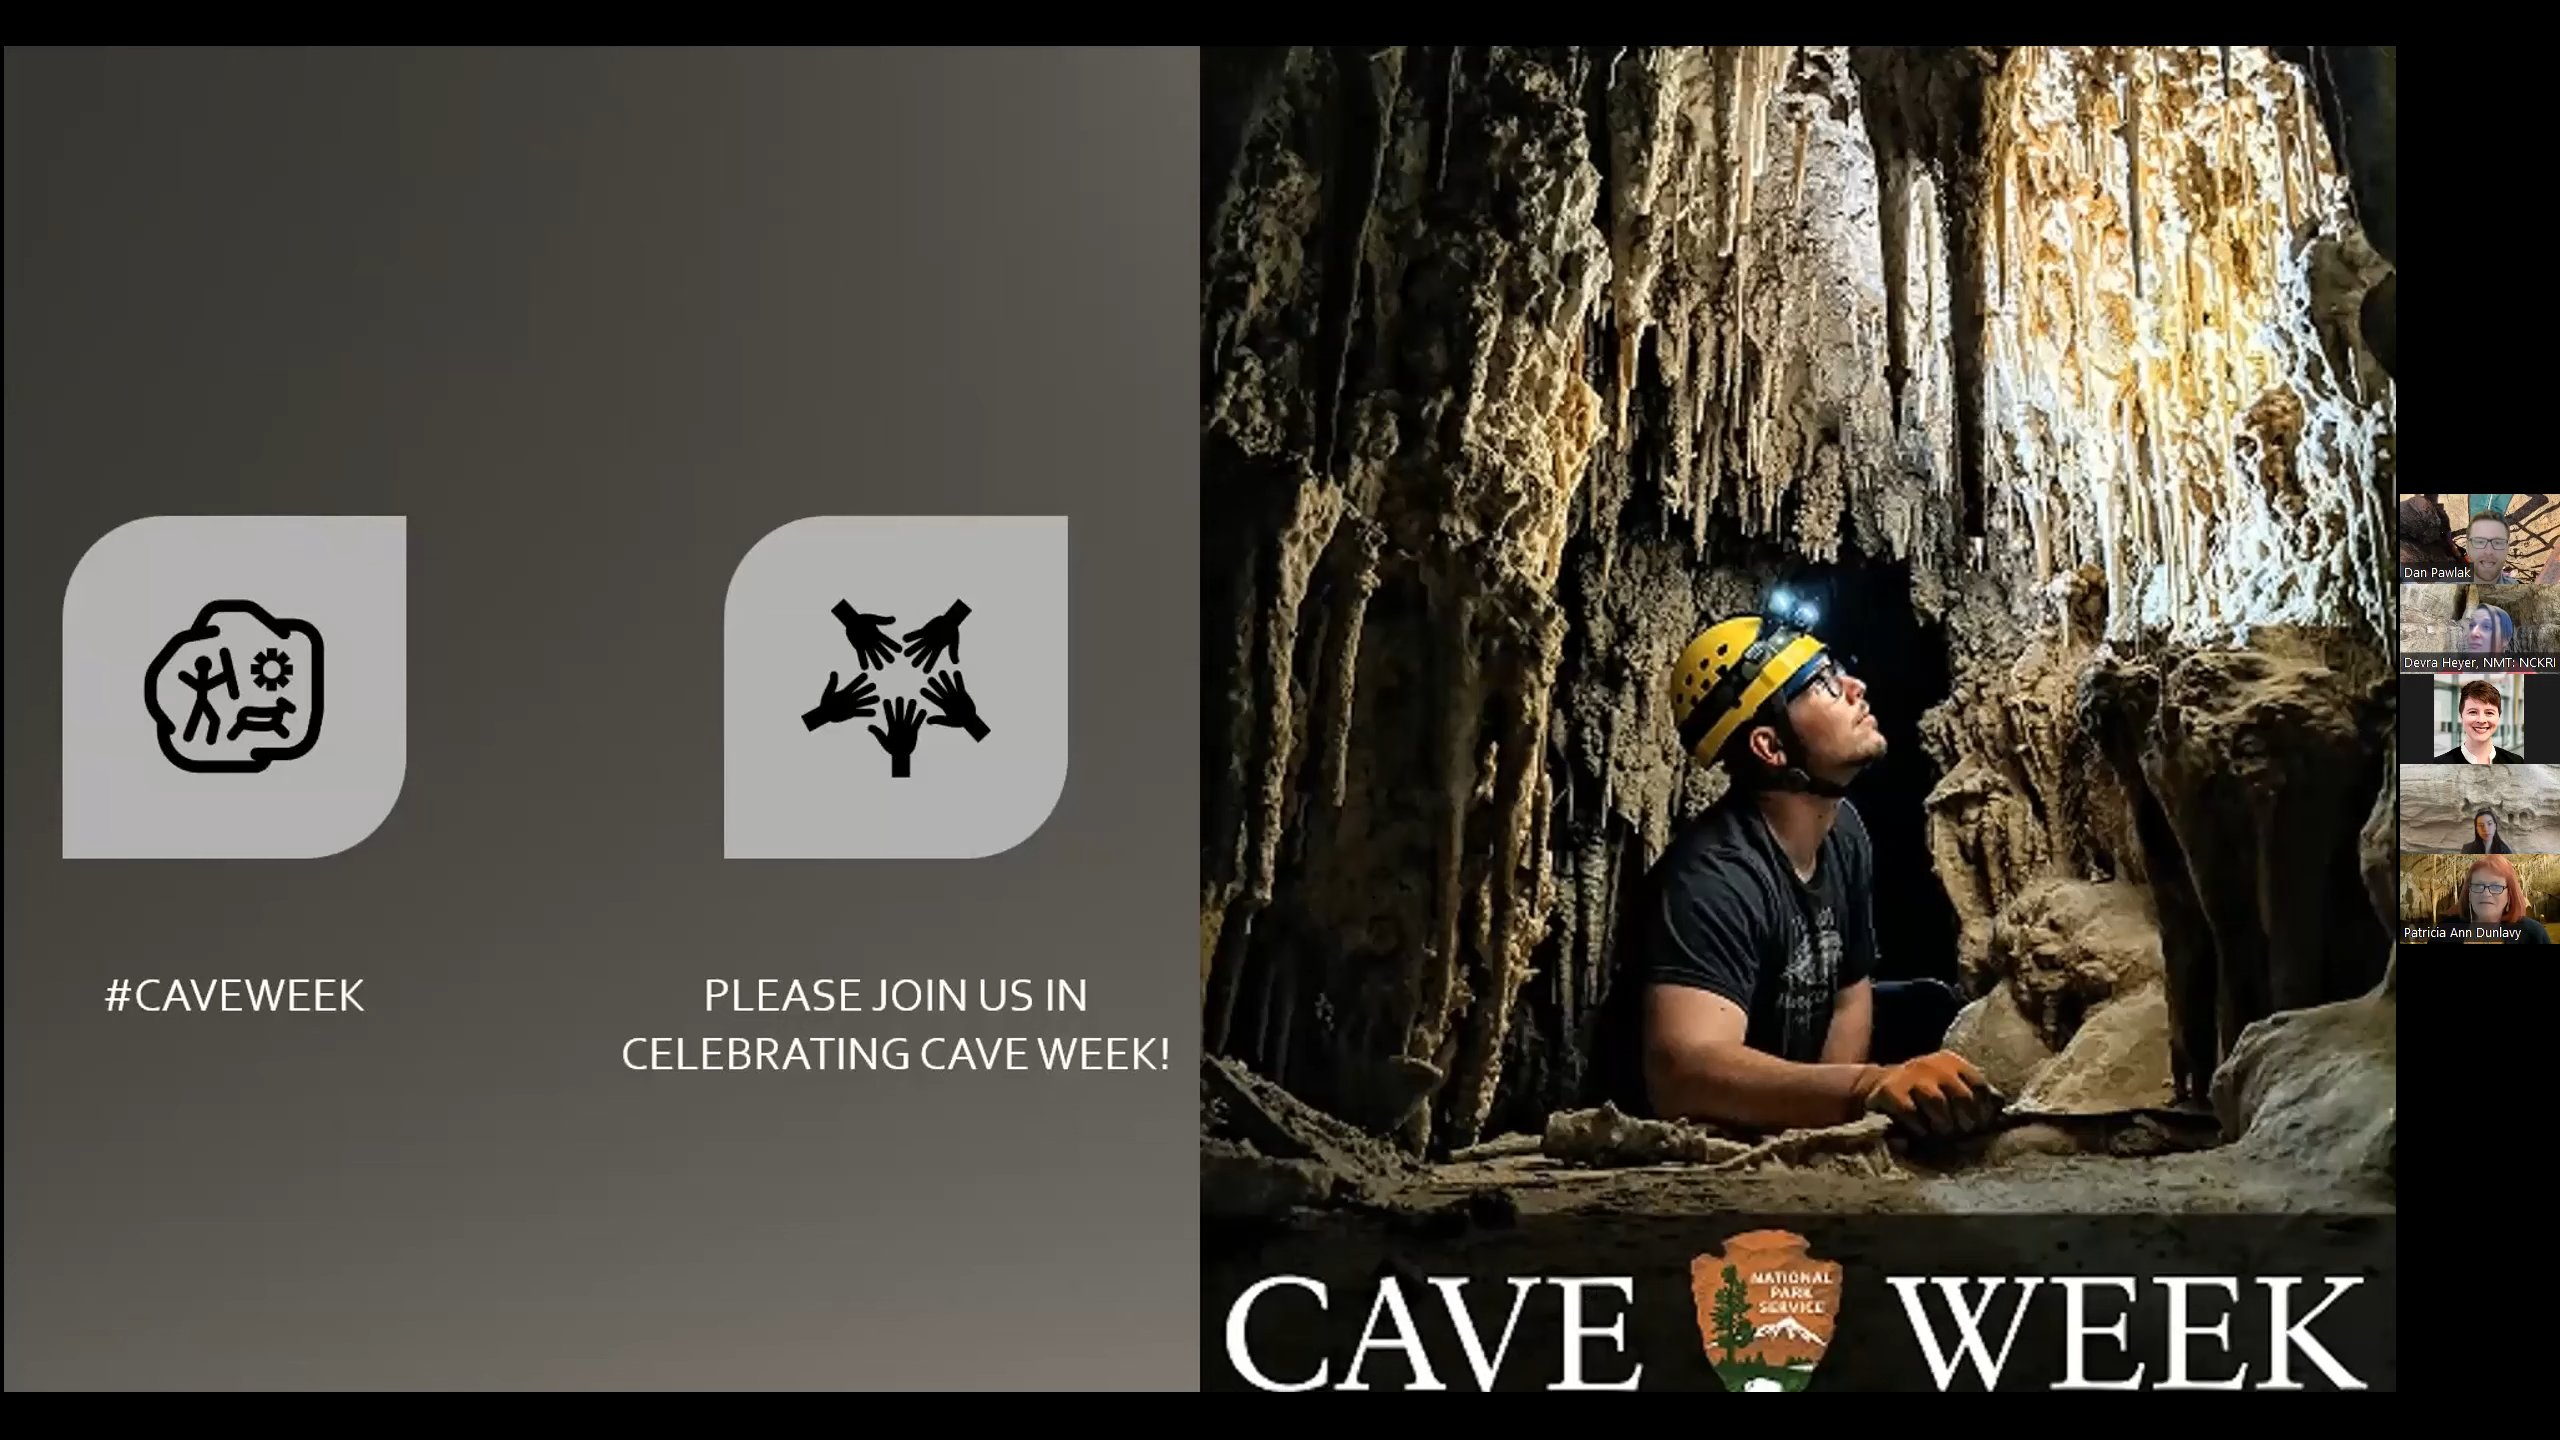 #CAVEWEEK
PLEASE JOIN US IN
CELEBRATING CAVE WEEK!
CAVE
NATIONAL
PARK
SERVICE
WEEK
Dan Pawlak
Devra Heyer, NMT: NCKRI
Patricia Ann Dunlavy